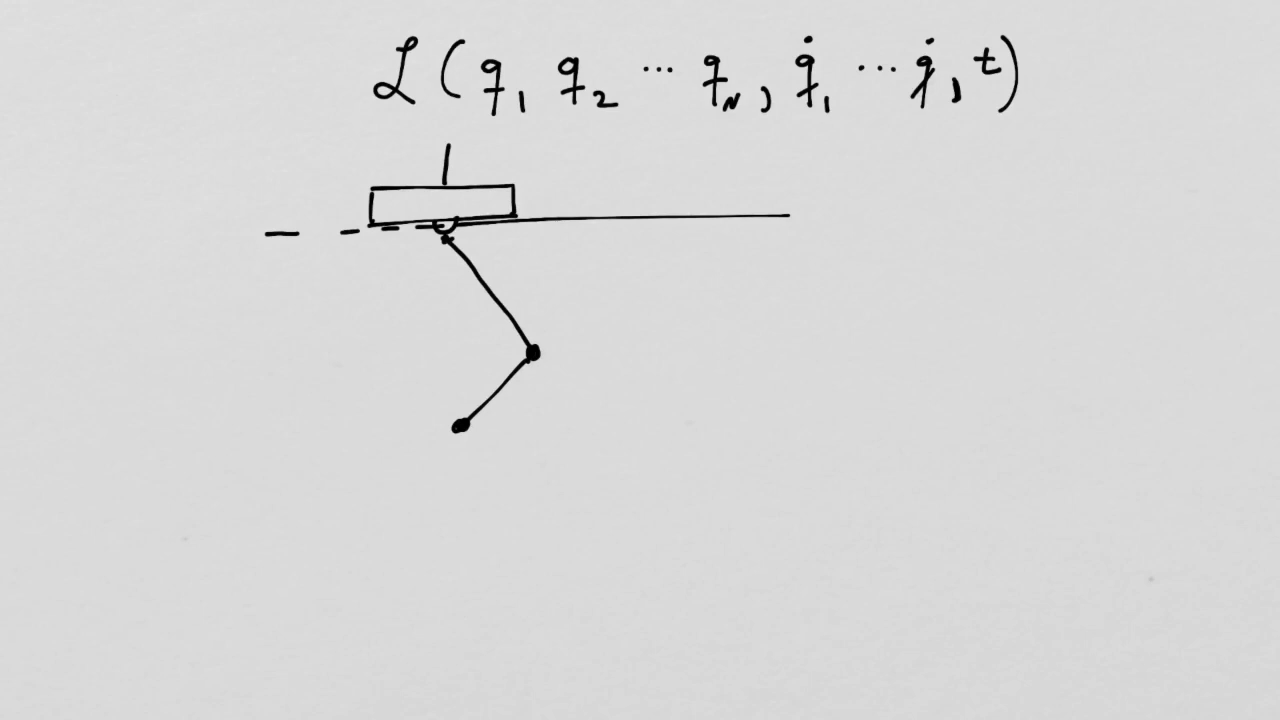 ℒ(q₁ q₂ ⋯ q_N, q̇₁ ⋯ q̇, t)